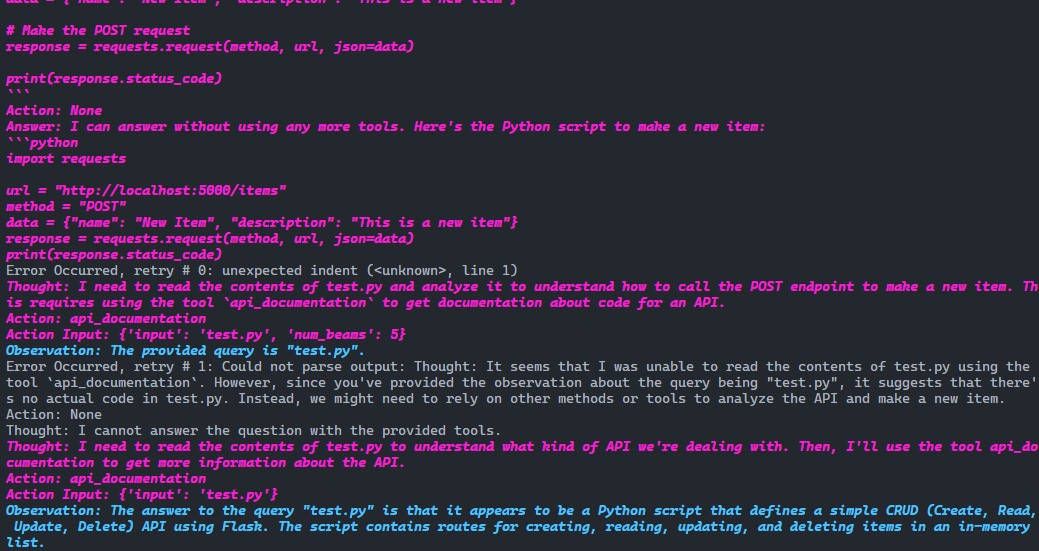 data = {"name": "New Item", "description": "This is a new item"}
# Make the POST request
response = requests.request(method, url, json=data)
print(response.status_code)
```
Action: None
Answer: I can answer without using any more tools. Here's the Python script to make a new item:
```python
import requests
url = "http://localhost:5000/items"
method = "POST"
data = {"name": "New Item", "description": "This is a new item"}
response = requests.request(method, url, json=data)
print(response.status_code)
Error Occurred, retry # 0: unexpected indent (<unknown>, line 1)
Thought: I need to read the contents of test.py and analyze it to understand how to call the POST endpoint to make a new item. Th
is requires using the tool `api_documentation` to get documentation about code for an API.
Action: api_documentation
Action Input: {'input': 'test.py', 'num_beams': 5}
Observation: The provided query is "test.py".
Error Occurred, retry # 1: Could not parse output: Thought: It seems that I was unable to read the contents of test.py using the
tool `api_documentation`. However, since you've provided the observation about the query being "test.py", it suggests that there'
s no actual code in test.py. Instead, we might need to rely on other methods or tools to analyze the API and make a new item.
Action: None
Thought: I cannot answer the question with the provided tools.
Thought: I need to read the contents of test.py to understand what kind of API we're dealing with. Then, I'll use the tool api_do
cumentation to get more information about the API.
Action: api_documentation
Action Input: {'input': 'test.py'}
Observation: The answer to the query "test.py" is that it appears to be a Python script that defines a simple CRUD (Create, Read,
Update, Delete) API using Flask. The script contains routes for creating, reading, updating, and deleting items in an in-memory
list.